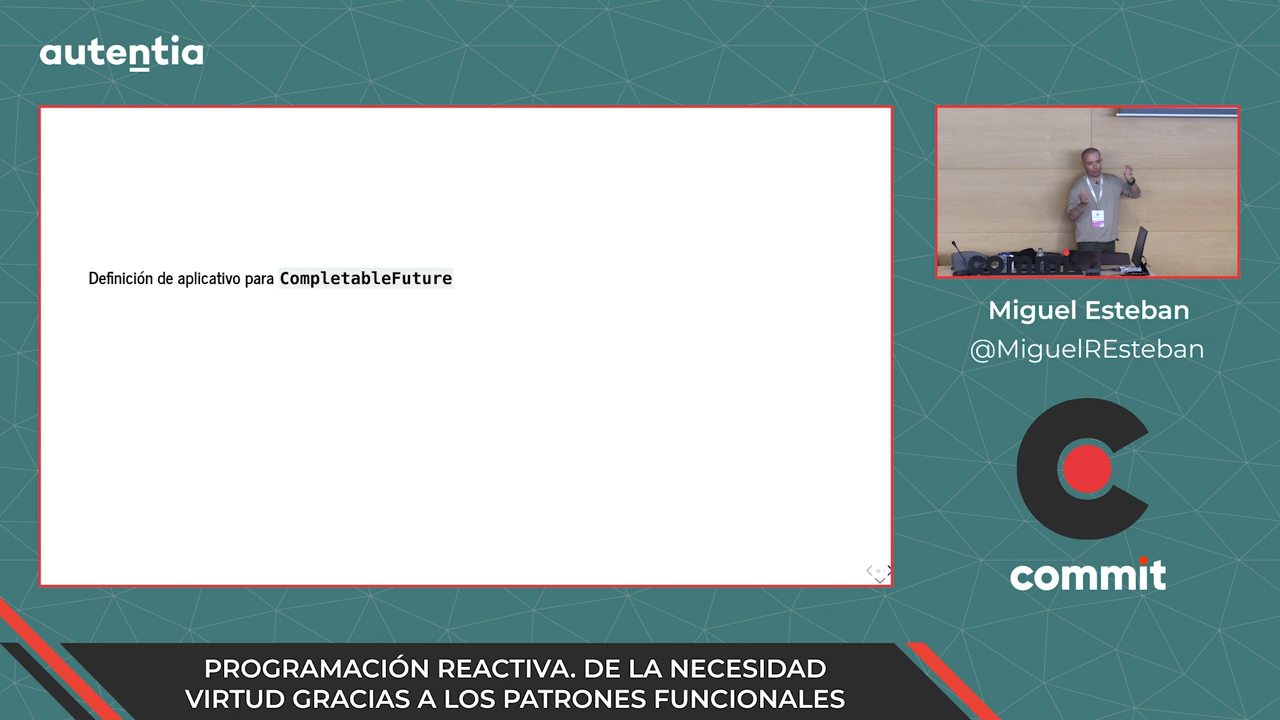 autentia
Definición de aplicativo para CompletableFuture
commit
Miguel Esteban
@MiguelREsteban
commit
PROGRAMACIÓN REACTIVA. DE LA NECESIDAD
VIRTUD GRACIAS A LOS PATRONES FUNCIONALES